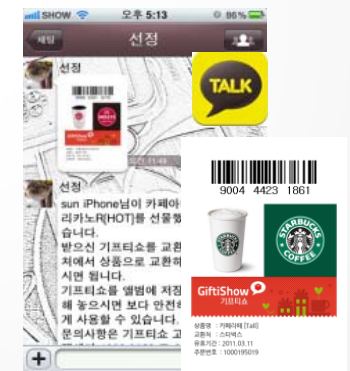 SHOW 오후 5:13 86%
채팅 선정
TALK
선정
오전 11:48
선정
sun iPhone님이 카페아
리카노R(HOT)를 선물했
습니다.
받으신 기프티쇼를 교환
처에서 상품으로 교환하
시면 됩니다.
기프티쇼를 앨범에 저장
해 놓으시면 보다 안전하
게 사용할 수 있습니다.
문의사항은 기프티쇼 고
9004 4423 1861
STARBUCKS
COFFEE
GiftiShow
기프티쇼
상품명 : 카페라떼 [Tall]
교환처 : 스타벅스
유효기간 : 2011.03.11
주문번호 : 1000195019